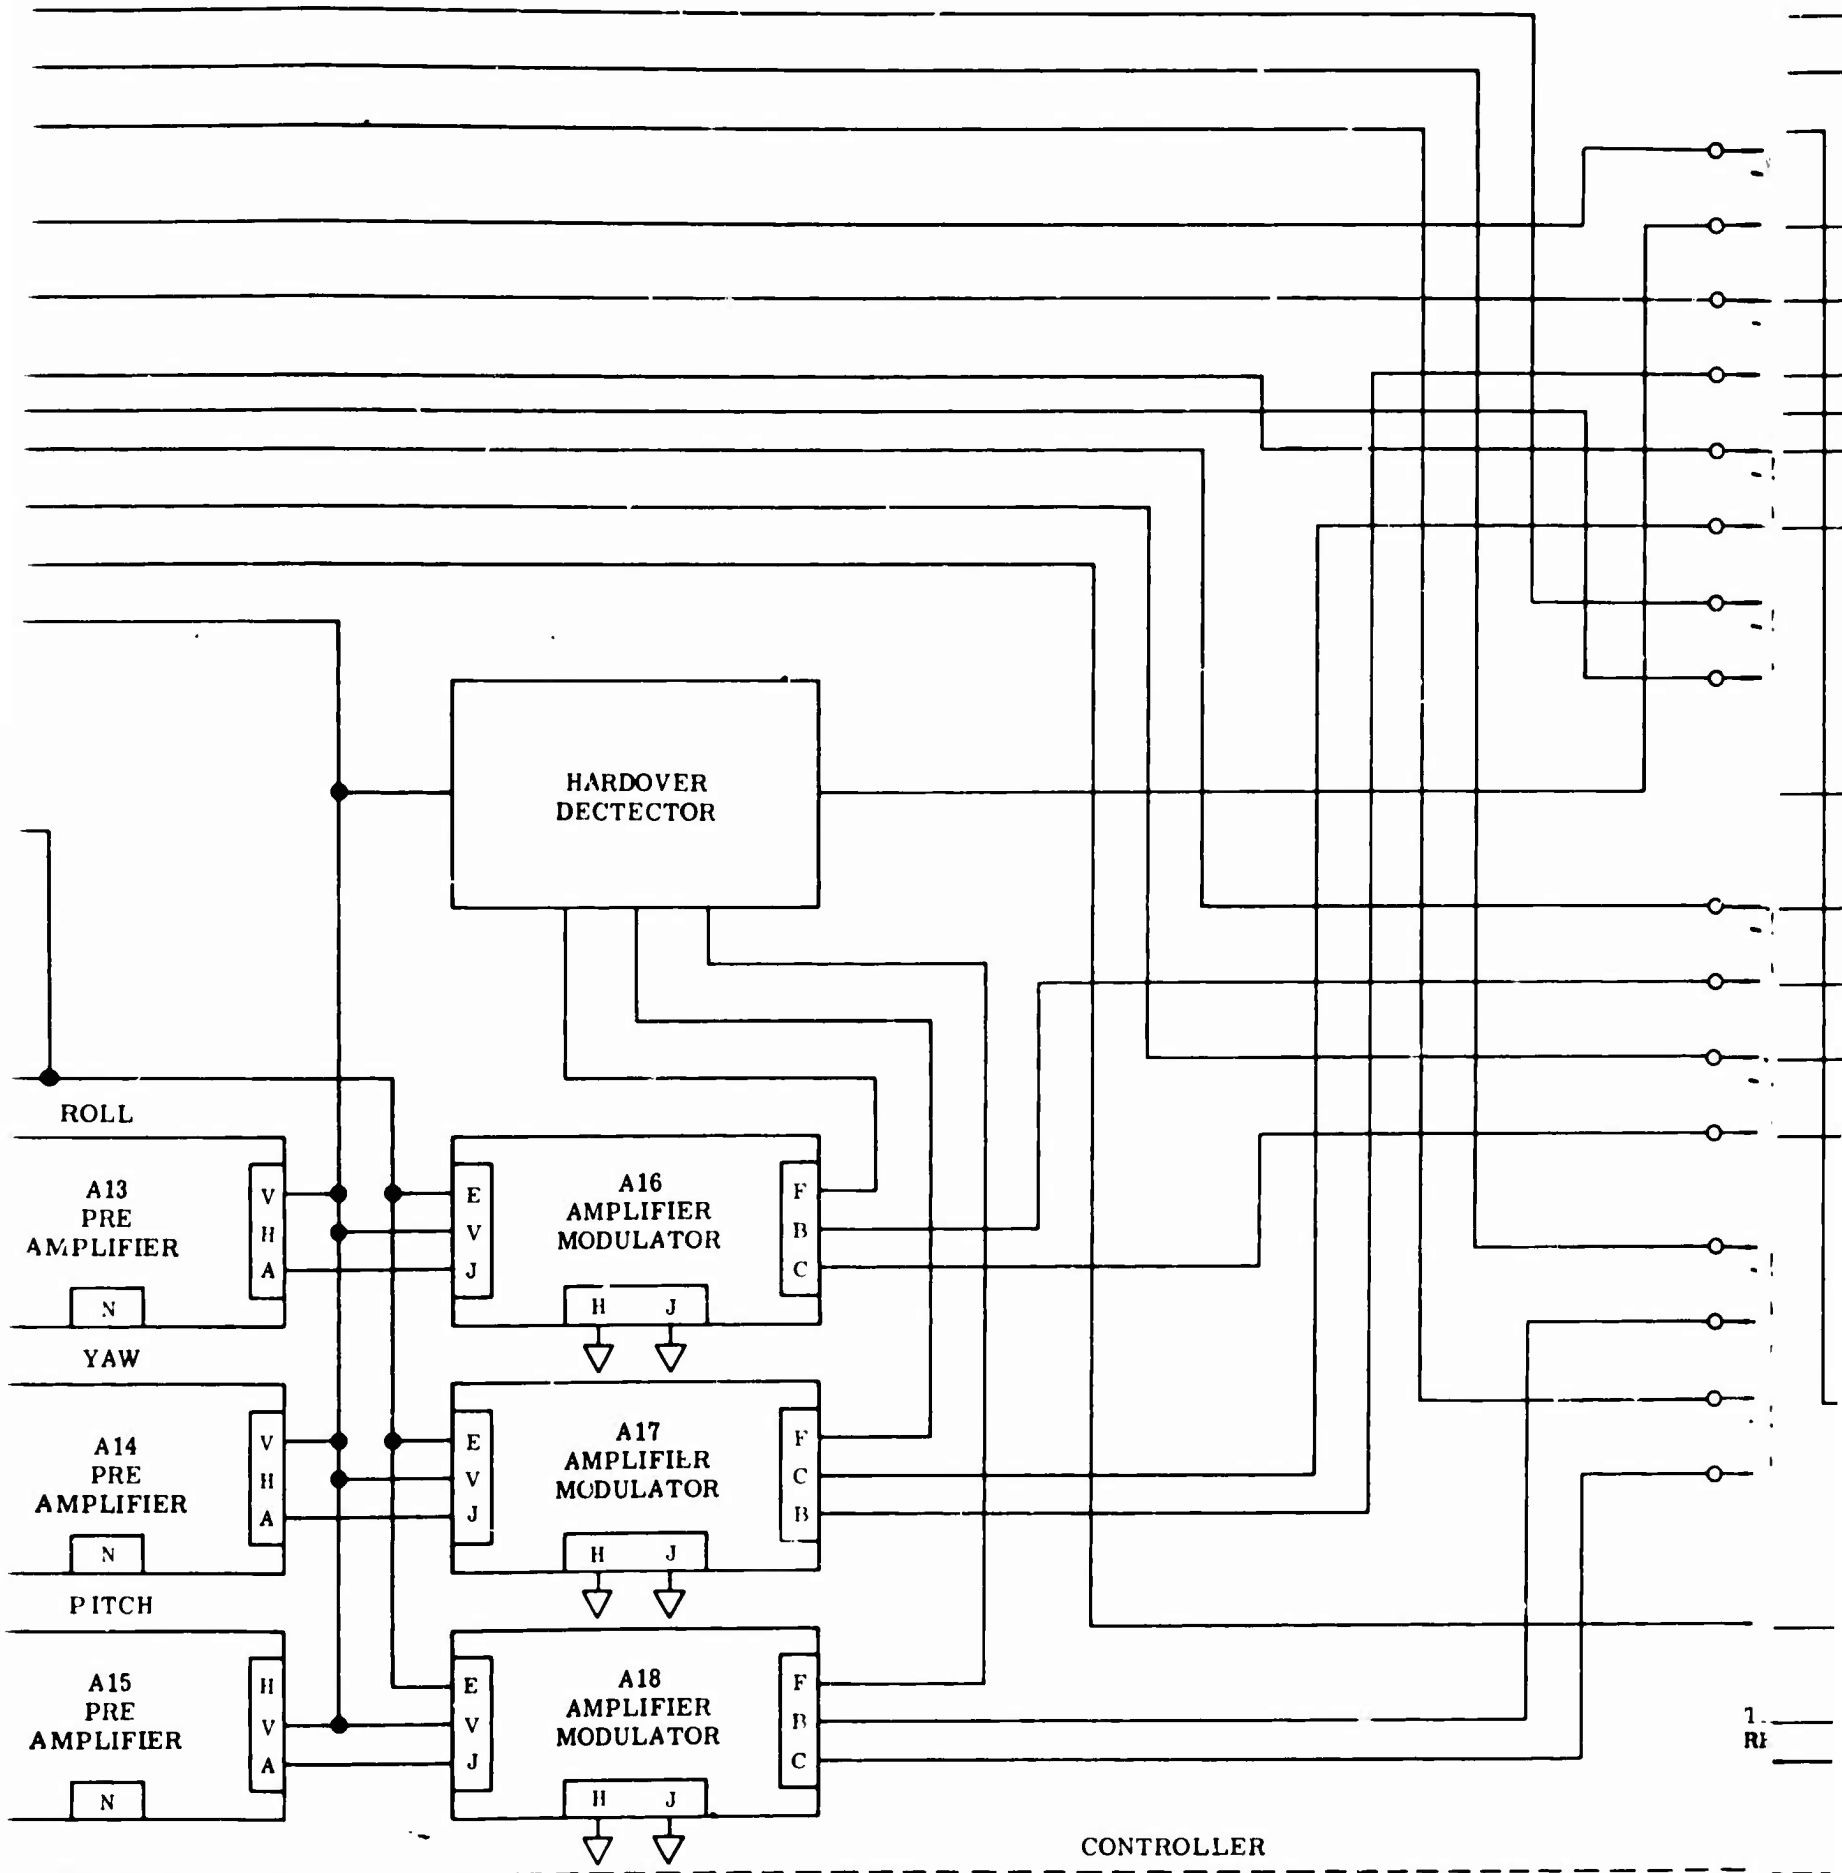 HARDOVER
DECTECTOR
ROLL
A13
PRE
AMPLIFIER
V
H
A
N
E
V
J
A16
AMPLIFIER
MODULATOR
F
B
C
H J
YAW
A14
PRE
AMPLIFIER
V
H
A
N
E
V
J
A17
AMPLIFIER
MODULATOR
F
C
B
H J
PITCH
A15
PRE
AMPLIFIER
H
V
A
N
E
V
J
A18
AMPLIFIER
MODULATOR
F
B
C
H J
CONTROLLER